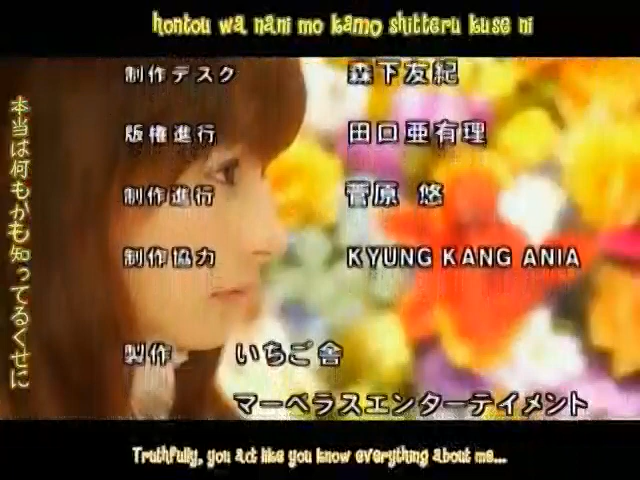 hontou wa nani mo kamo shitteru kuse ni
本当は何もかも知ってるくせに
制作デスク 森下友紀
版権進行 田口亜有理
制作進行 菅原 悠
制作協力 KYUNG KANG ANIA
製作 いちご舎
マーベラスエンターテイメント
Truthfully, you act like you know everything about me...